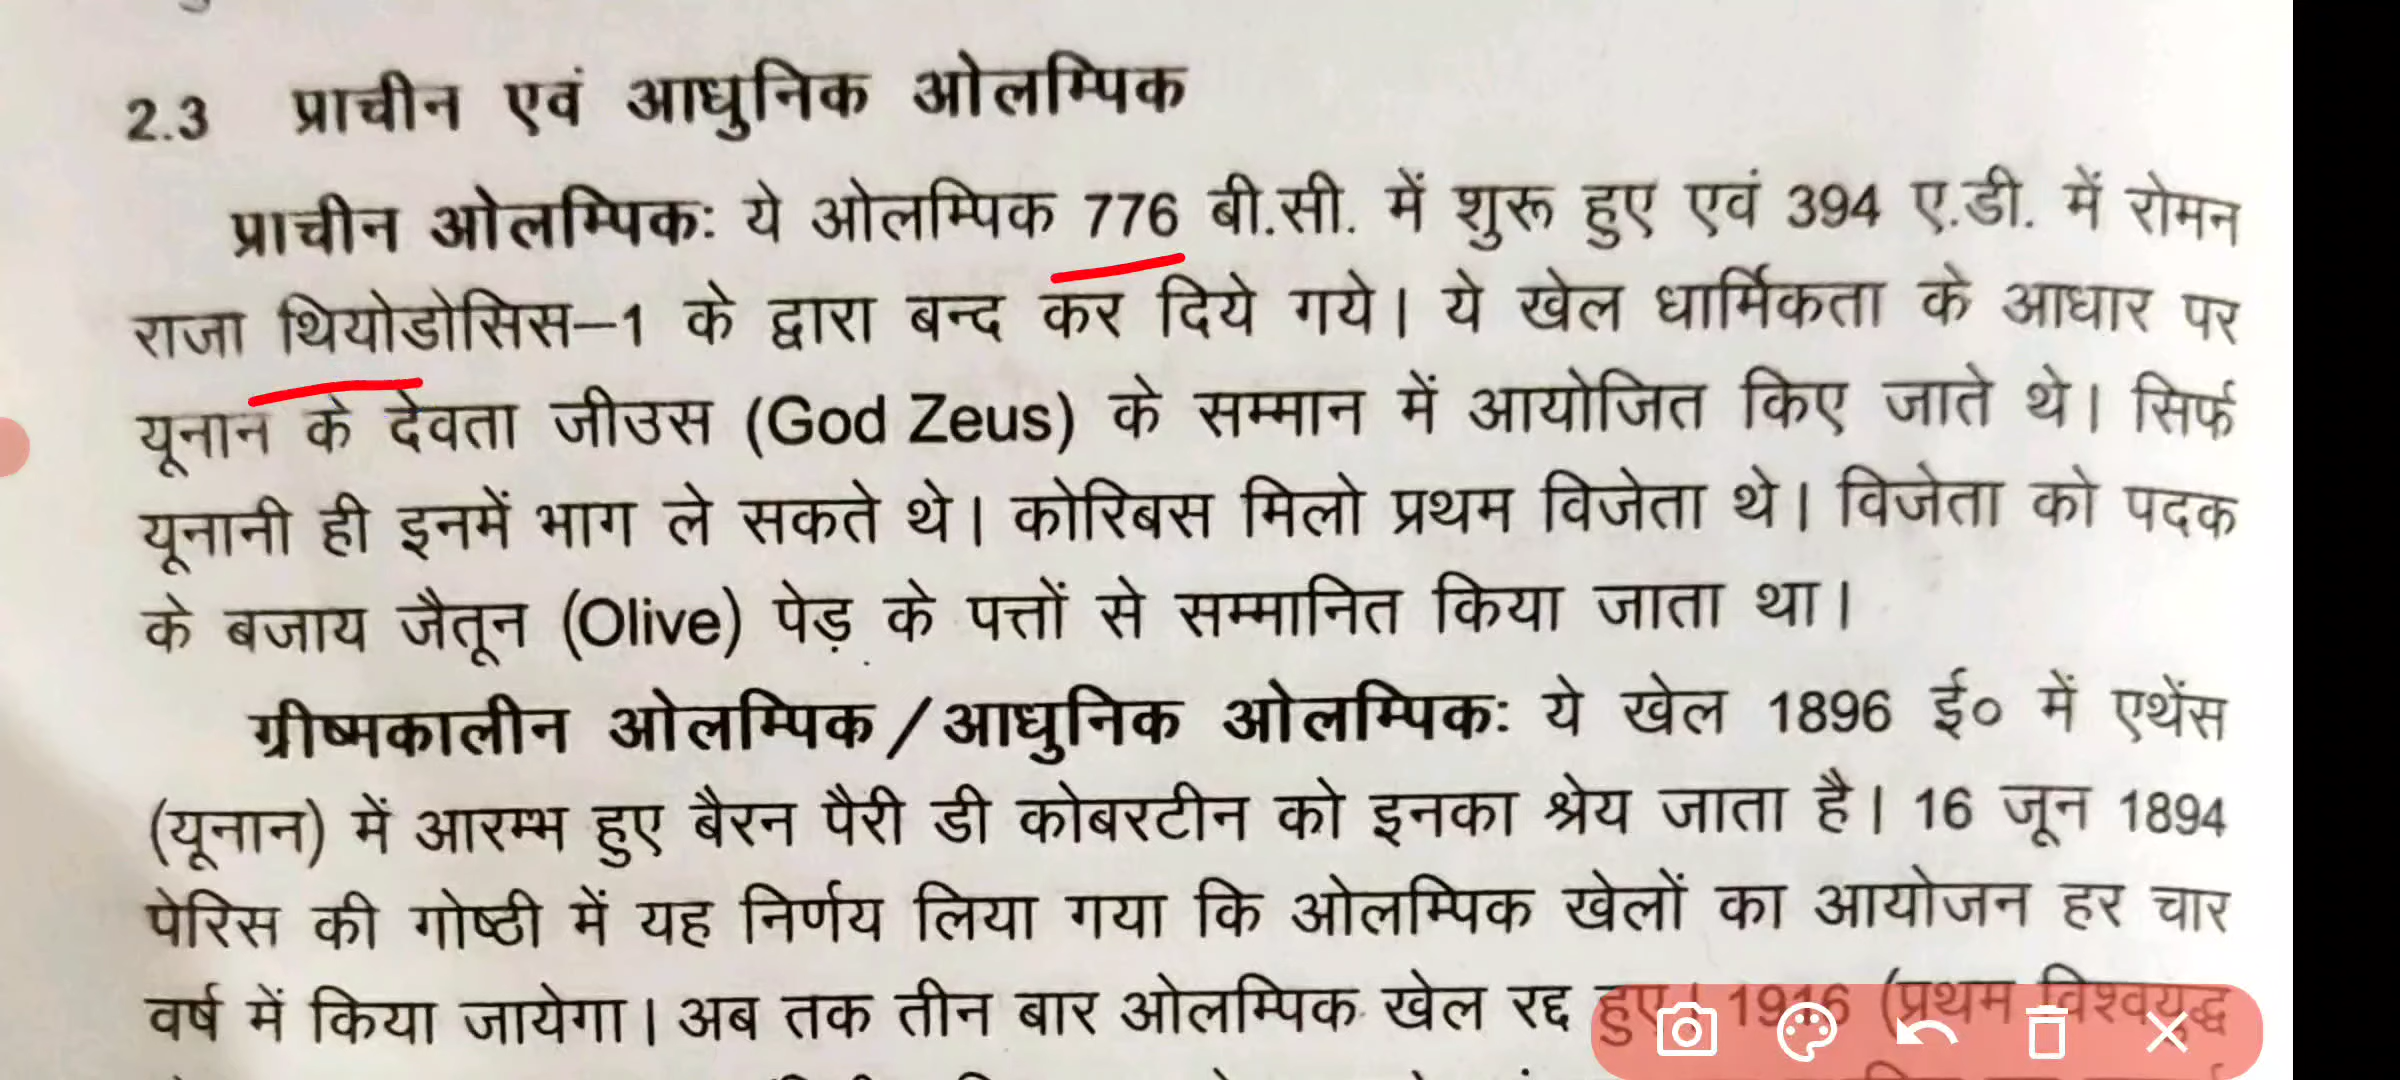 2.3 प्राचीन एवं आधुनिक ओलम्पिक
प्राचीन ओलम्पिक: ये ओलम्पिक 776 बी.सी. में शुरू हुए एवं 394 ए.डी. में रोमन
राजा थियोडोसिस–1 के द्वारा बन्द कर दिये गये। ये खेल धार्मिकता के आधार पर
यूनान के देवता जीउस (God Zeus) के सम्मान में आयोजित किए जाते थे। सिर्फ
यूनानी ही इनमें भाग ले सकते थे। कोरिबस मिलो प्रथम विजेता थे। विजेता को पदक
के बजाय जैतून (Olive) पेड़ के पत्तों से सम्मानित किया जाता था।
ग्रीष्मकालीन ओलम्पिक/आधुनिक ओलम्पिक: ये खेल 1896 ई० में एथेंस
(यूनान) में आरम्भ हुए बैरन पैरी डी कोबरटीन को इनका श्रेय जाता है। 16 जून 1894
पेरिस की गोष्ठी में यह निर्णय लिया गया कि ओलम्पिक खेलों का आयोजन हर चार
वर्ष में किया जायेगा। अब तक तीन बार ओलम्पिक खेल रद्द हुए। 1916 (प्रथम विश्वयुद्ध